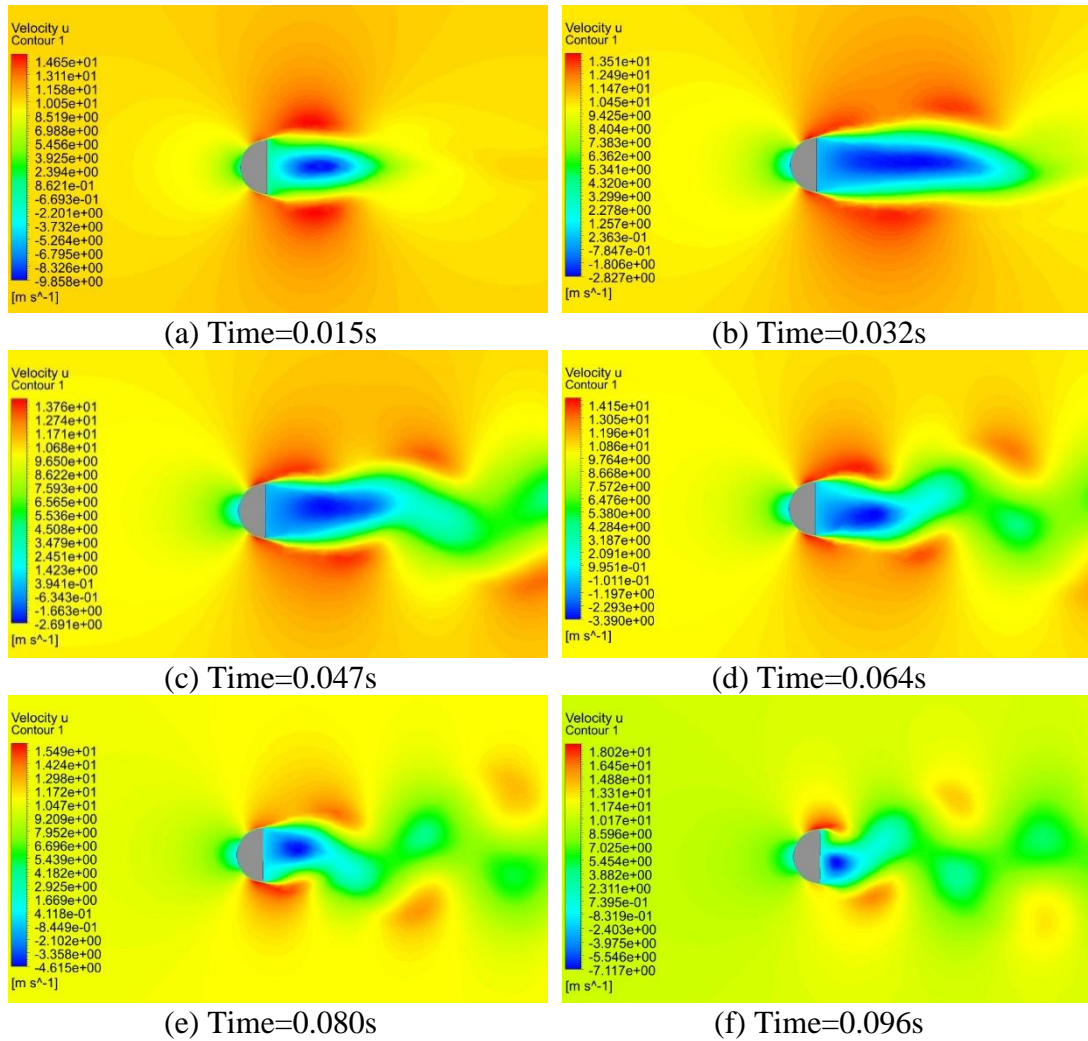 Velocity u
Contour 1
1.465e+01
1.311e+01
1.158e+01
1.005e+01
8.519e+00
6.988e+00
5.456e+00
3.925e+00
2.394e+00
8.621e-01
-6.693e-01
-2.201e+00
-3.732e+00
-5.264e+00
-6.795e+00
-8.326e+00
-9.858e+00
[m s^-1]
(a) Time=0.015s
Velocity u
Contour 1
1.351e+01
1.249e+01
1.147e+01
1.045e+01
9.425e+00
8.404e+00
7.383e+00
6.362e+00
5.341e+00
4.320e+00
3.299e+00
2.278e+00
1.257e+00
2.363e-01
-7.847e-01
-1.806e+00
-2.827e+00
[m s^-1]
(b) Time=0.032s
Velocity u
Contour 1
1.376e+01
1.274e+01
1.171e+01
1.068e+01
9.650e+00
8.622e+00
7.593e+00
6.565e+00
5.536e+00
4.508e+00
3.479e+00
2.451e+00
1.423e+00
3.941e-01
-6.343e-01
-1.663e+00
-2.691e+00
[m s^-1]
(c) Time=0.047s
Velocity u
Contour 1
1.415e+01
1.305e+01
1.196e+01
1.086e+01
9.764e+00
8.668e+00
7.572e+00
6.476e+00
5.380e+00
4.284e+00
3.187e+00
2.091e+00
9.951e-01
-1.011e-01
-1.197e+00
-2.293e+00
-3.390e+00
[m s^-1]
(d) Time=0.064s
Velocity u
Contour 1
1.549e+01
1.424e+01
1.298e+01
1.172e+01
1.047e+01
9.209e+00
7.952e+00
6.696e+00
5.439e+00
4.182e+00
2.925e+00
1.669e+00
4.118e-01
-8.449e-01
-2.102e+00
-3.358e+00
-4.615e+00
[m s^-1]
(e) Time=0.080s
Velocity u
Contour 1
1.802e+01
1.645e+01
1.488e+01
1.331e+01
1.174e+01
1.017e+01
8.596e+00
7.025e+00
5.454e+00
3.882e+00
2.311e+00
7.395e-01
-8.319e-01
-2.403e+00
-3.975e+00
-5.546e+00
-7.117e+00
[m s^-1]
(f) Time=0.096s